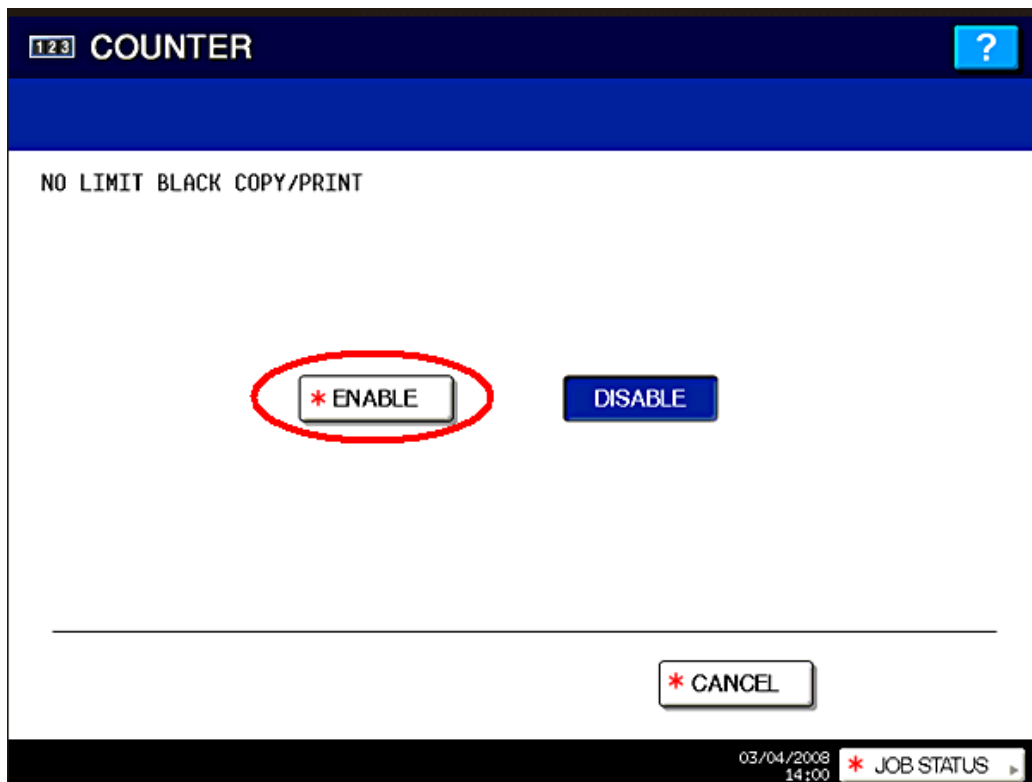 123 COUNTER ?
NO LIMIT BLACK COPY/PRINT
* ENABLE DISABLE
* CANCEL
03/04/2008
14:00 * JOB STATUS